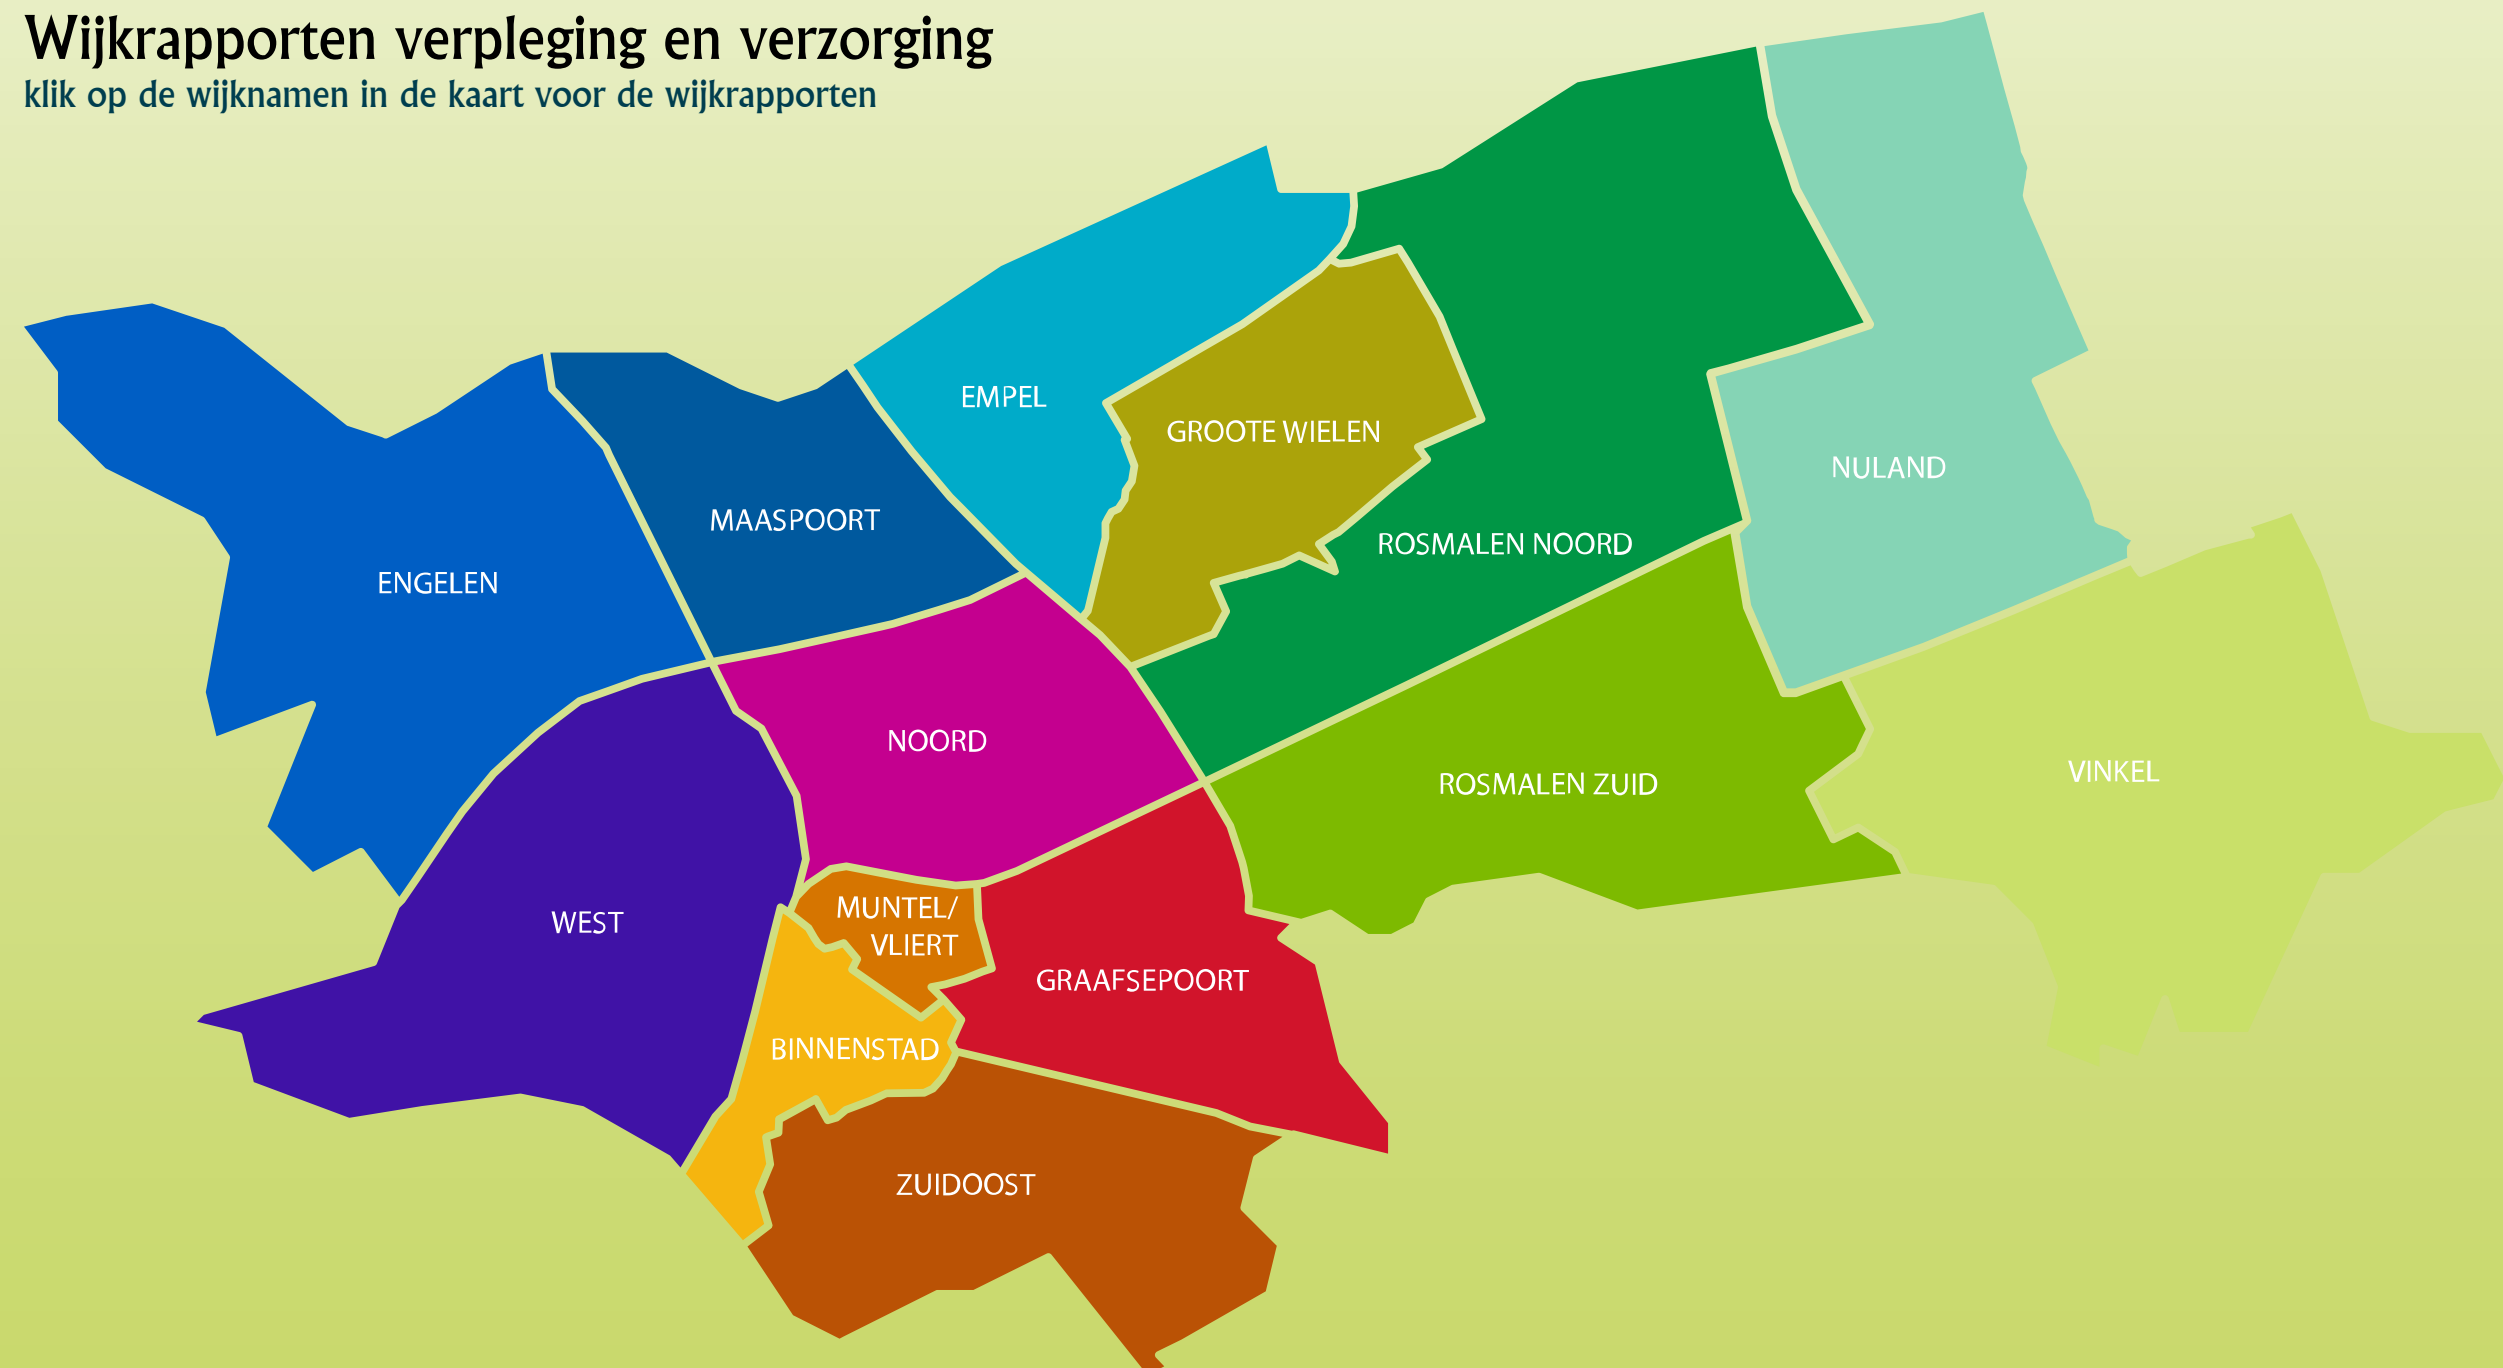 Wijkrapporten verpleging en verzorging
klik op de wijknamen in de kaart voor de wijkrapporten
EMPEL
GROOTE WIELEN
NULAND
MAASPOORT
ROSMALEN NOORD
ENGELEN
NOORD
VINKEL
ROSMALEN ZUID
MUNTEL/
VLIERT
WEST
GRAAFSEPOORT
BINNENSTAD
ZUIDOOST